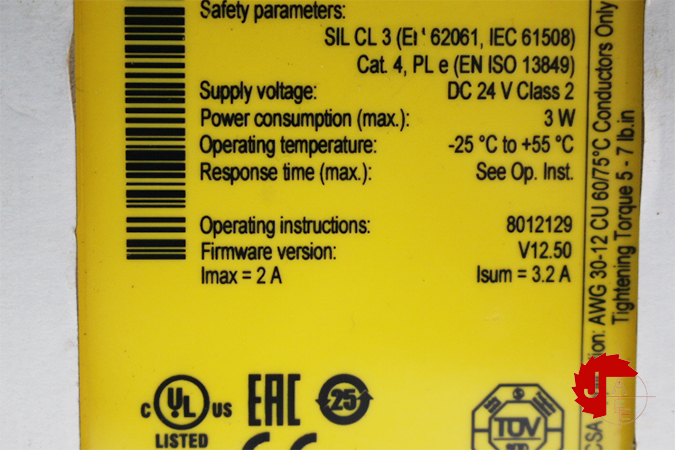 Safety parameters:
SIL CL 3 (EN 62061, IEC 61508)
Cat. 4, PL e (EN ISO 13849)
Supply voltage: DC 24 V Class 2
Power consumption (max.): 3 W
Operating temperature: -25 °C to +55 °C
Response time (max.): See Op. Inst.
Operating instructions: 8012129
Firmware version: V12.50
Imax = 2 A Isum = 3.2 A
C UL US
LISTED
EAC
25
TÜV
CSA AWG 30-12 CU 60/75°C Conductors Only
Tightening Torque 5 - 7 lb.in
J